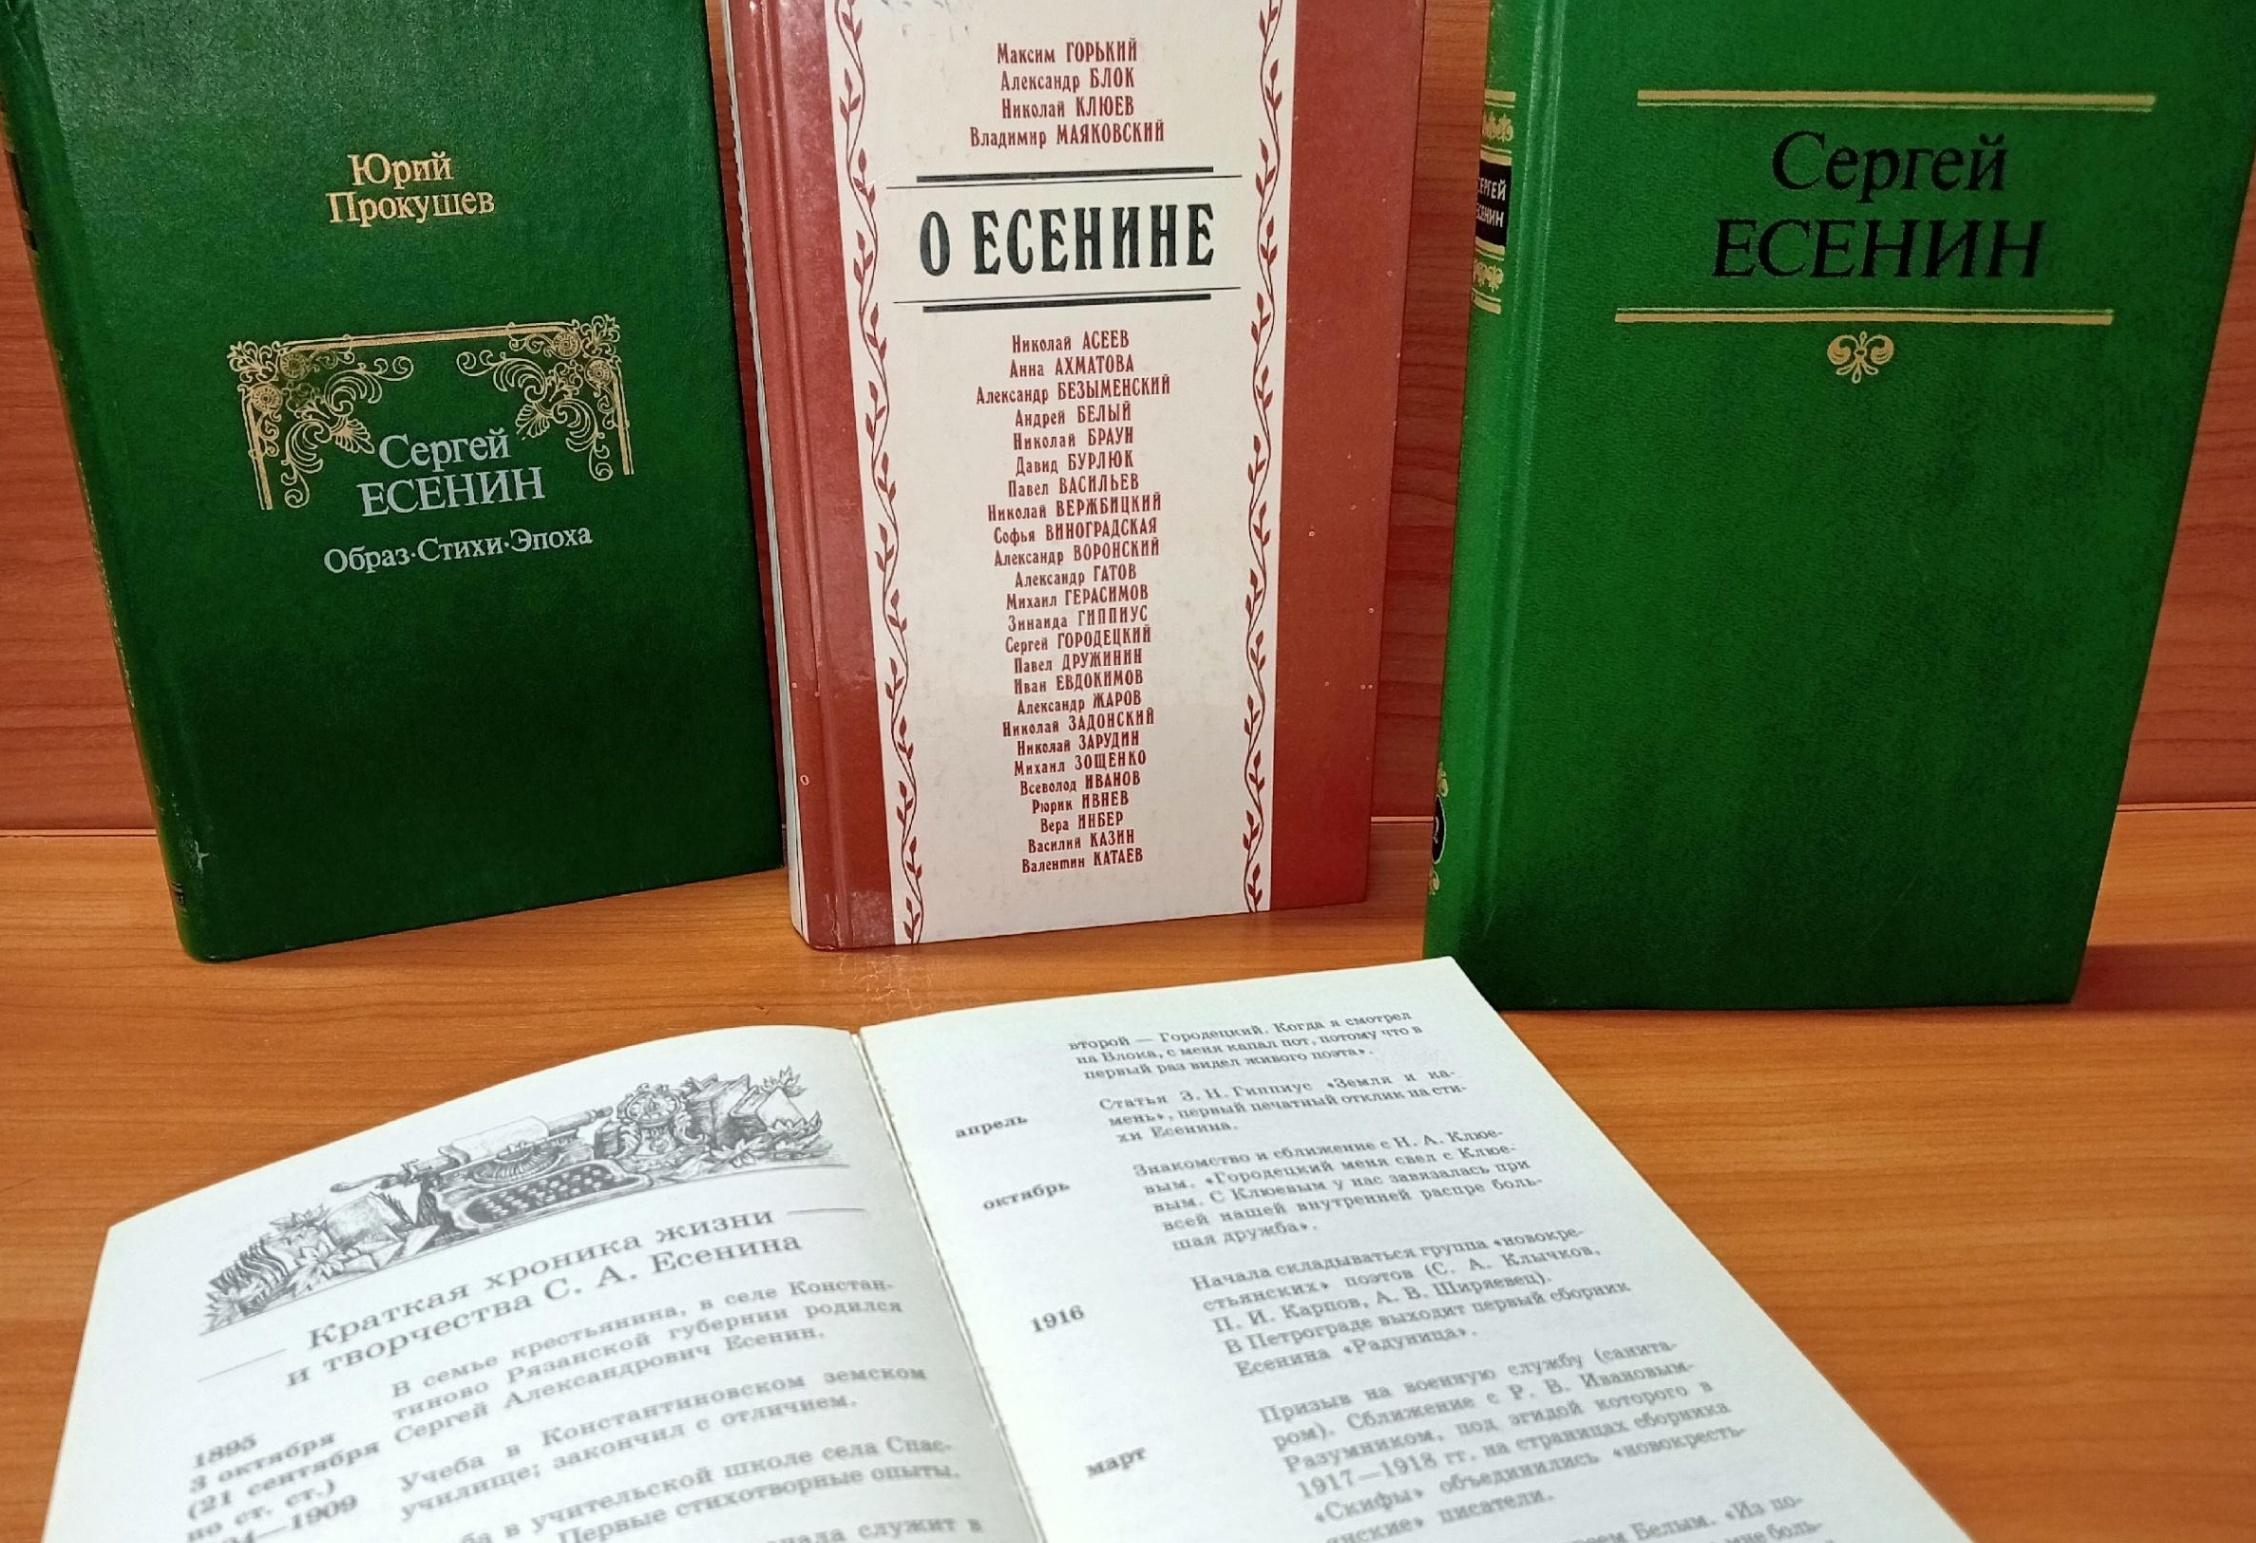 Юрий
Прокушев
Сергей
ЕСЕНИН
Образ·Стихи·Эпоха
Максим ГОРЬКИЙ
Александр БЛОК
Николай КЛЮЕВ
Владимир МАЯКОВСКИЙ
О ЕСЕНИНЕ
Николай АСЕЕВ
Анна АХМАТОВА
Александр БЕЗЫМЕНСКИЙ
Андрей БЕЛЫЙ
Николай БРАУН
Давид БУРЛЮК
Павел ВАСИЛЬЕВ
Николай ВЕРЖБИЦКИЙ
Софья ВИНОГРАДСКАЯ
Александр ВОРОНСКИЙ
Александр ГАТОВ
Михаил ГЕРАСИМОВ
Зинаида ГИППИУС
Сергей ГОРОДЕЦКИЙ
Павел ДРУЖИНИН
Иван ЕВДОКИМОВ
Александр ЖАРОВ
Николай ЗАДОНСКИЙ
Николай ЗАРУДИН
Михаил ЗОЩЕНКО
Всеволод ИВАНОВ
Рюрик ИВНЕВ
Вера ИНБЕР
Василий КАЗИН
Валентин КАТАЕВ
Сергей
ЕСЕНИН
СЕРГЕЙ
ЕСЕНИН
2
Краткая хроника жизни
и творчества С. А. Есенина
1895
3 октября
(21 сентября
по ст. ст.)
—1909
В семье крестьянина, в селе Констан-
тиново Рязанской губернии родился
Сергей Александрович Есенин.
Учеба в Константиновском земском
училище; закончил с отличием.
в учительской школе села Спас-
Первые стихотворные опыты.
служит в
второй — Городецкий. Когда я смотрел
на Блока, с меня капал пот, потому что в
первый раз видел живого поэта».
апрель
Статья З. Н. Гиппиус «Земля и ка-
мень», первый печатный отклик на сти-
хи Есенина.
октябрь
Знакомство и сближение с Н. А. Клюе-
вым. «Городецкий меня свел с Клюе-
вым. С Клюевым у нас завязалась при
всей нашей внутренней распре боль-
шая дружба».
1916
Начала складываться группа «новокре-
стьянских» поэтов (С. А. Клычков,
П. И. Карпов, А. В. Ширяевец).
В Петрограде выходит первый сборник
Есенина «Радуница».
март
Призыв на военную службу (санита-
ром). Сближение с Р. В. Ивановым-
Разумником, под эгидой которого в
1917—1918 гг. на страницах сборника
«Скифы» объединились «новокресть-
янские» писатели.
Белым. «Из по-
мне боль-